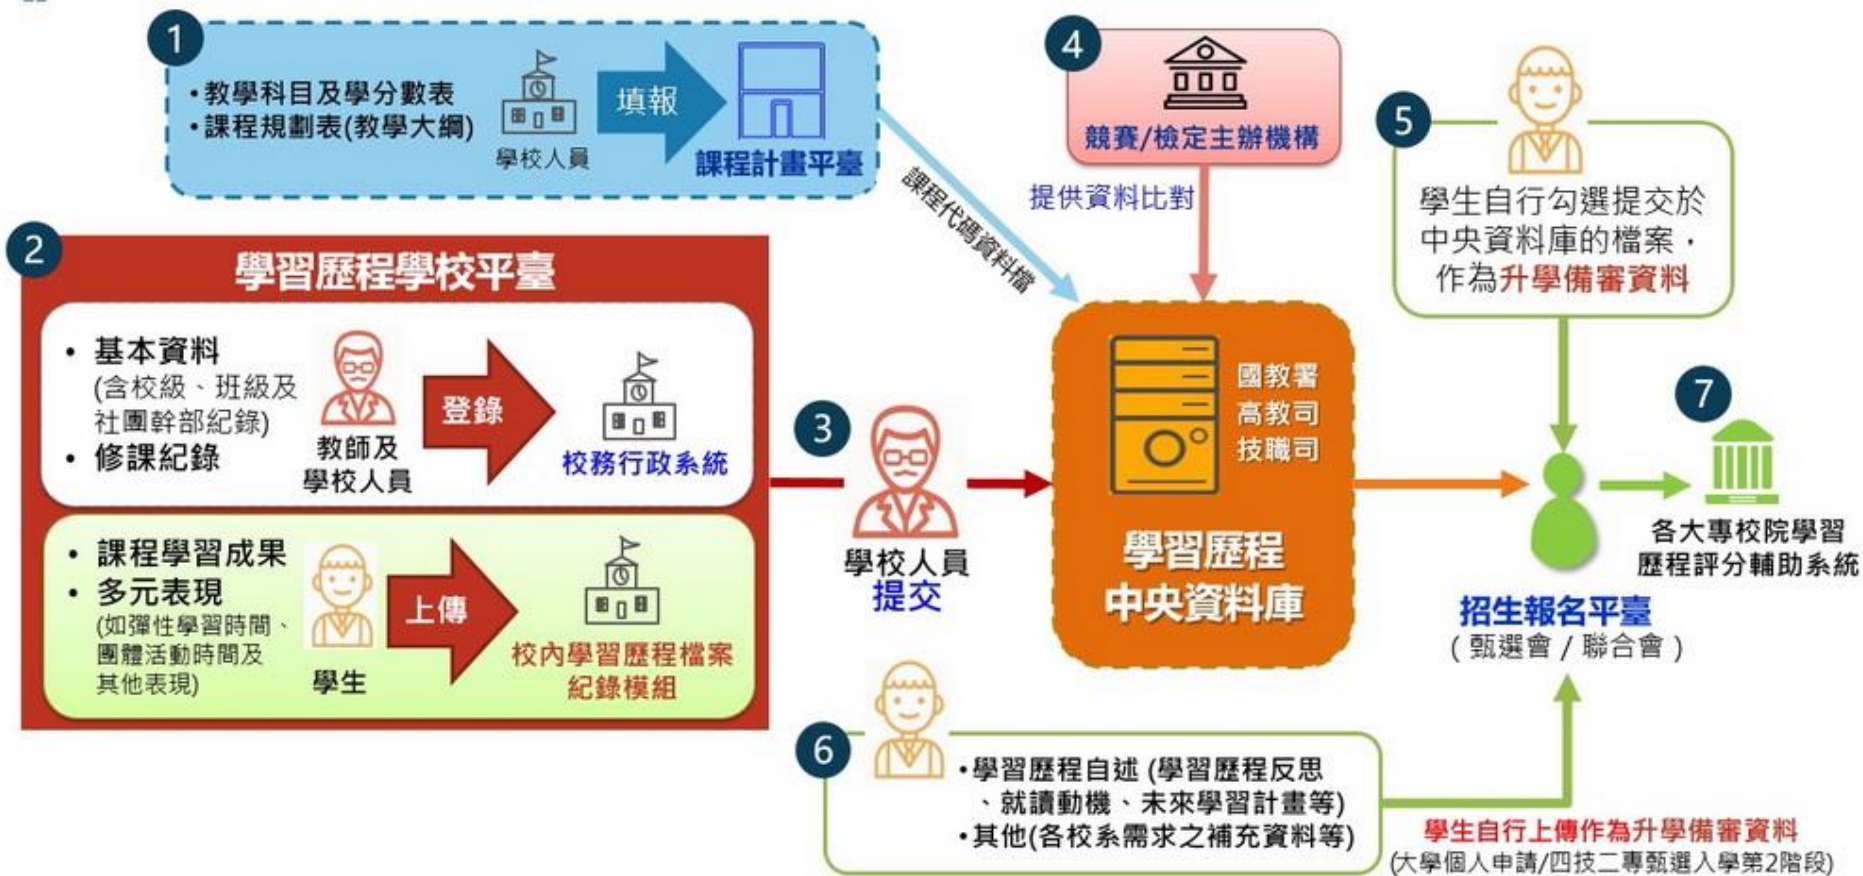 1
•教學科目及學分數表
•課程規劃表(教學大綱)
學校人員
填報
課程計畫平臺
課程代碼資料檔
2
學習歷程學校平臺
• 基本資料
(含校級、班級及
社團幹部紀錄)
• 修課紀錄
教師及
學校人員
登錄
校務行政系統
• 課程學習成果
• 多元表現
(如彈性學習時間、
團體活動時間及
其他表現)
學生
上傳
校內學習歷程檔案
紀錄模組
3
學校人員
提交
4
競賽/檢定主辦機構
提供資料比對
國教署
高教司
技職司
學習歷程
中央資料庫
5
學生自行勾選提交於
中央資料庫的檔案，
作為升學備審資料
招生報名平臺
(甄選會/聯合會)
6
•學習歷程自述 (學習歷程反思
、就讀動機、未來學習計畫等)
•其他(各校系需求之補充資料等)
學生自行上傳作為升學備審資料
(大學個人申請/四技二專甄選入學第2階段)
7
各大專校院學習
歷程評分輔助系統